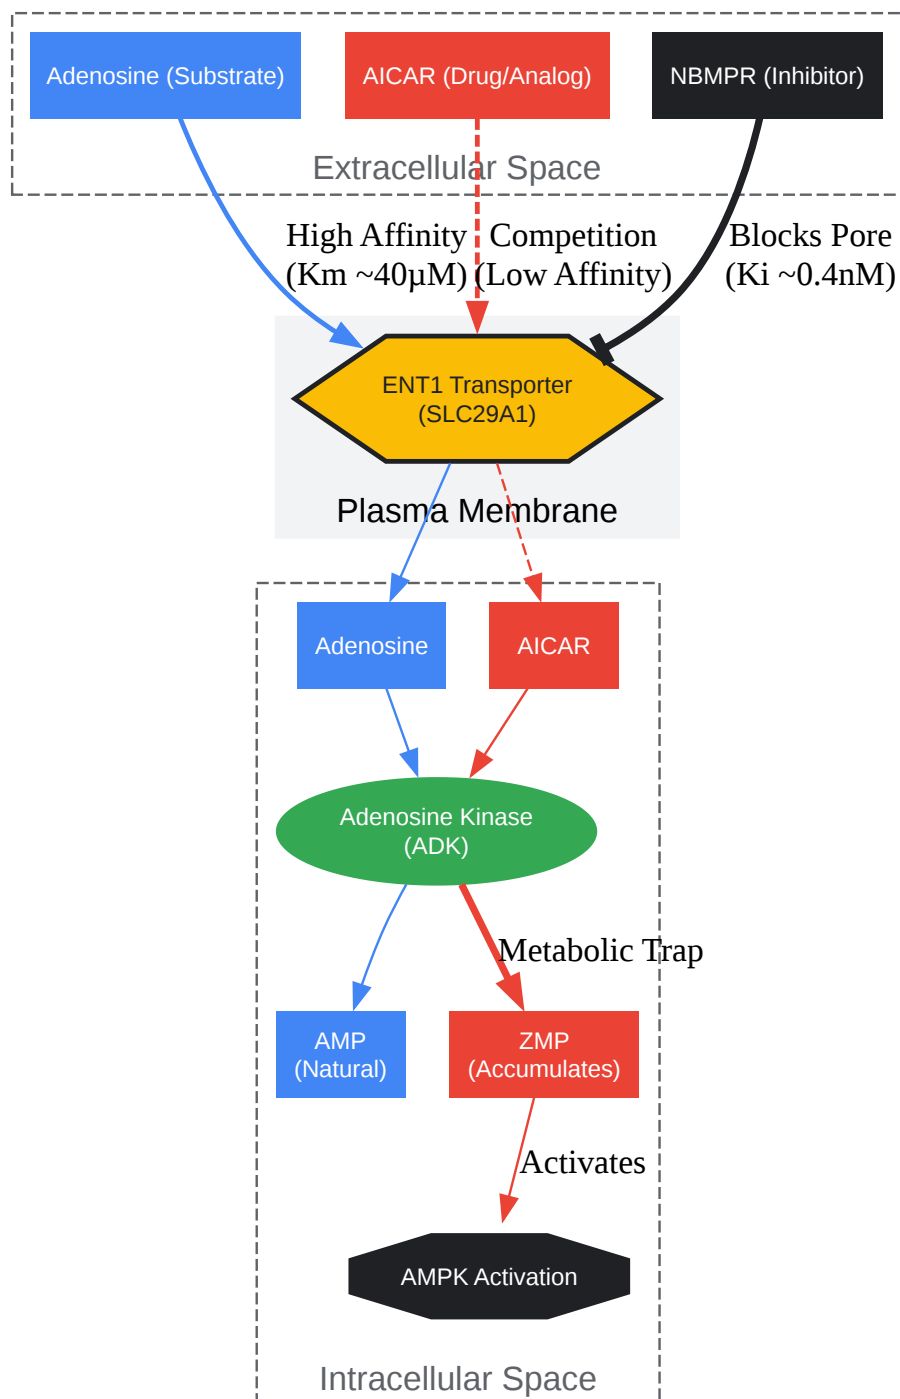 Adenosine (Substrate)
AICAR (Drug/Analog)
NBMPR (Inhibitor)
Extracellular Space
High Affinity
(Km ~40µM)
Competition
(Low Affinity)
Blocks Pore
(Ki ~0.4nM)
ENT1 Transporter
(SLC29A1)
Plasma Membrane
Adenosine
AICAR
Adenosine Kinase
(ADK)
Metabolic Trap
AMP
(Natural)
ZMP
(Accumulates)
Activates
AMPK Activation
Intracellular Space